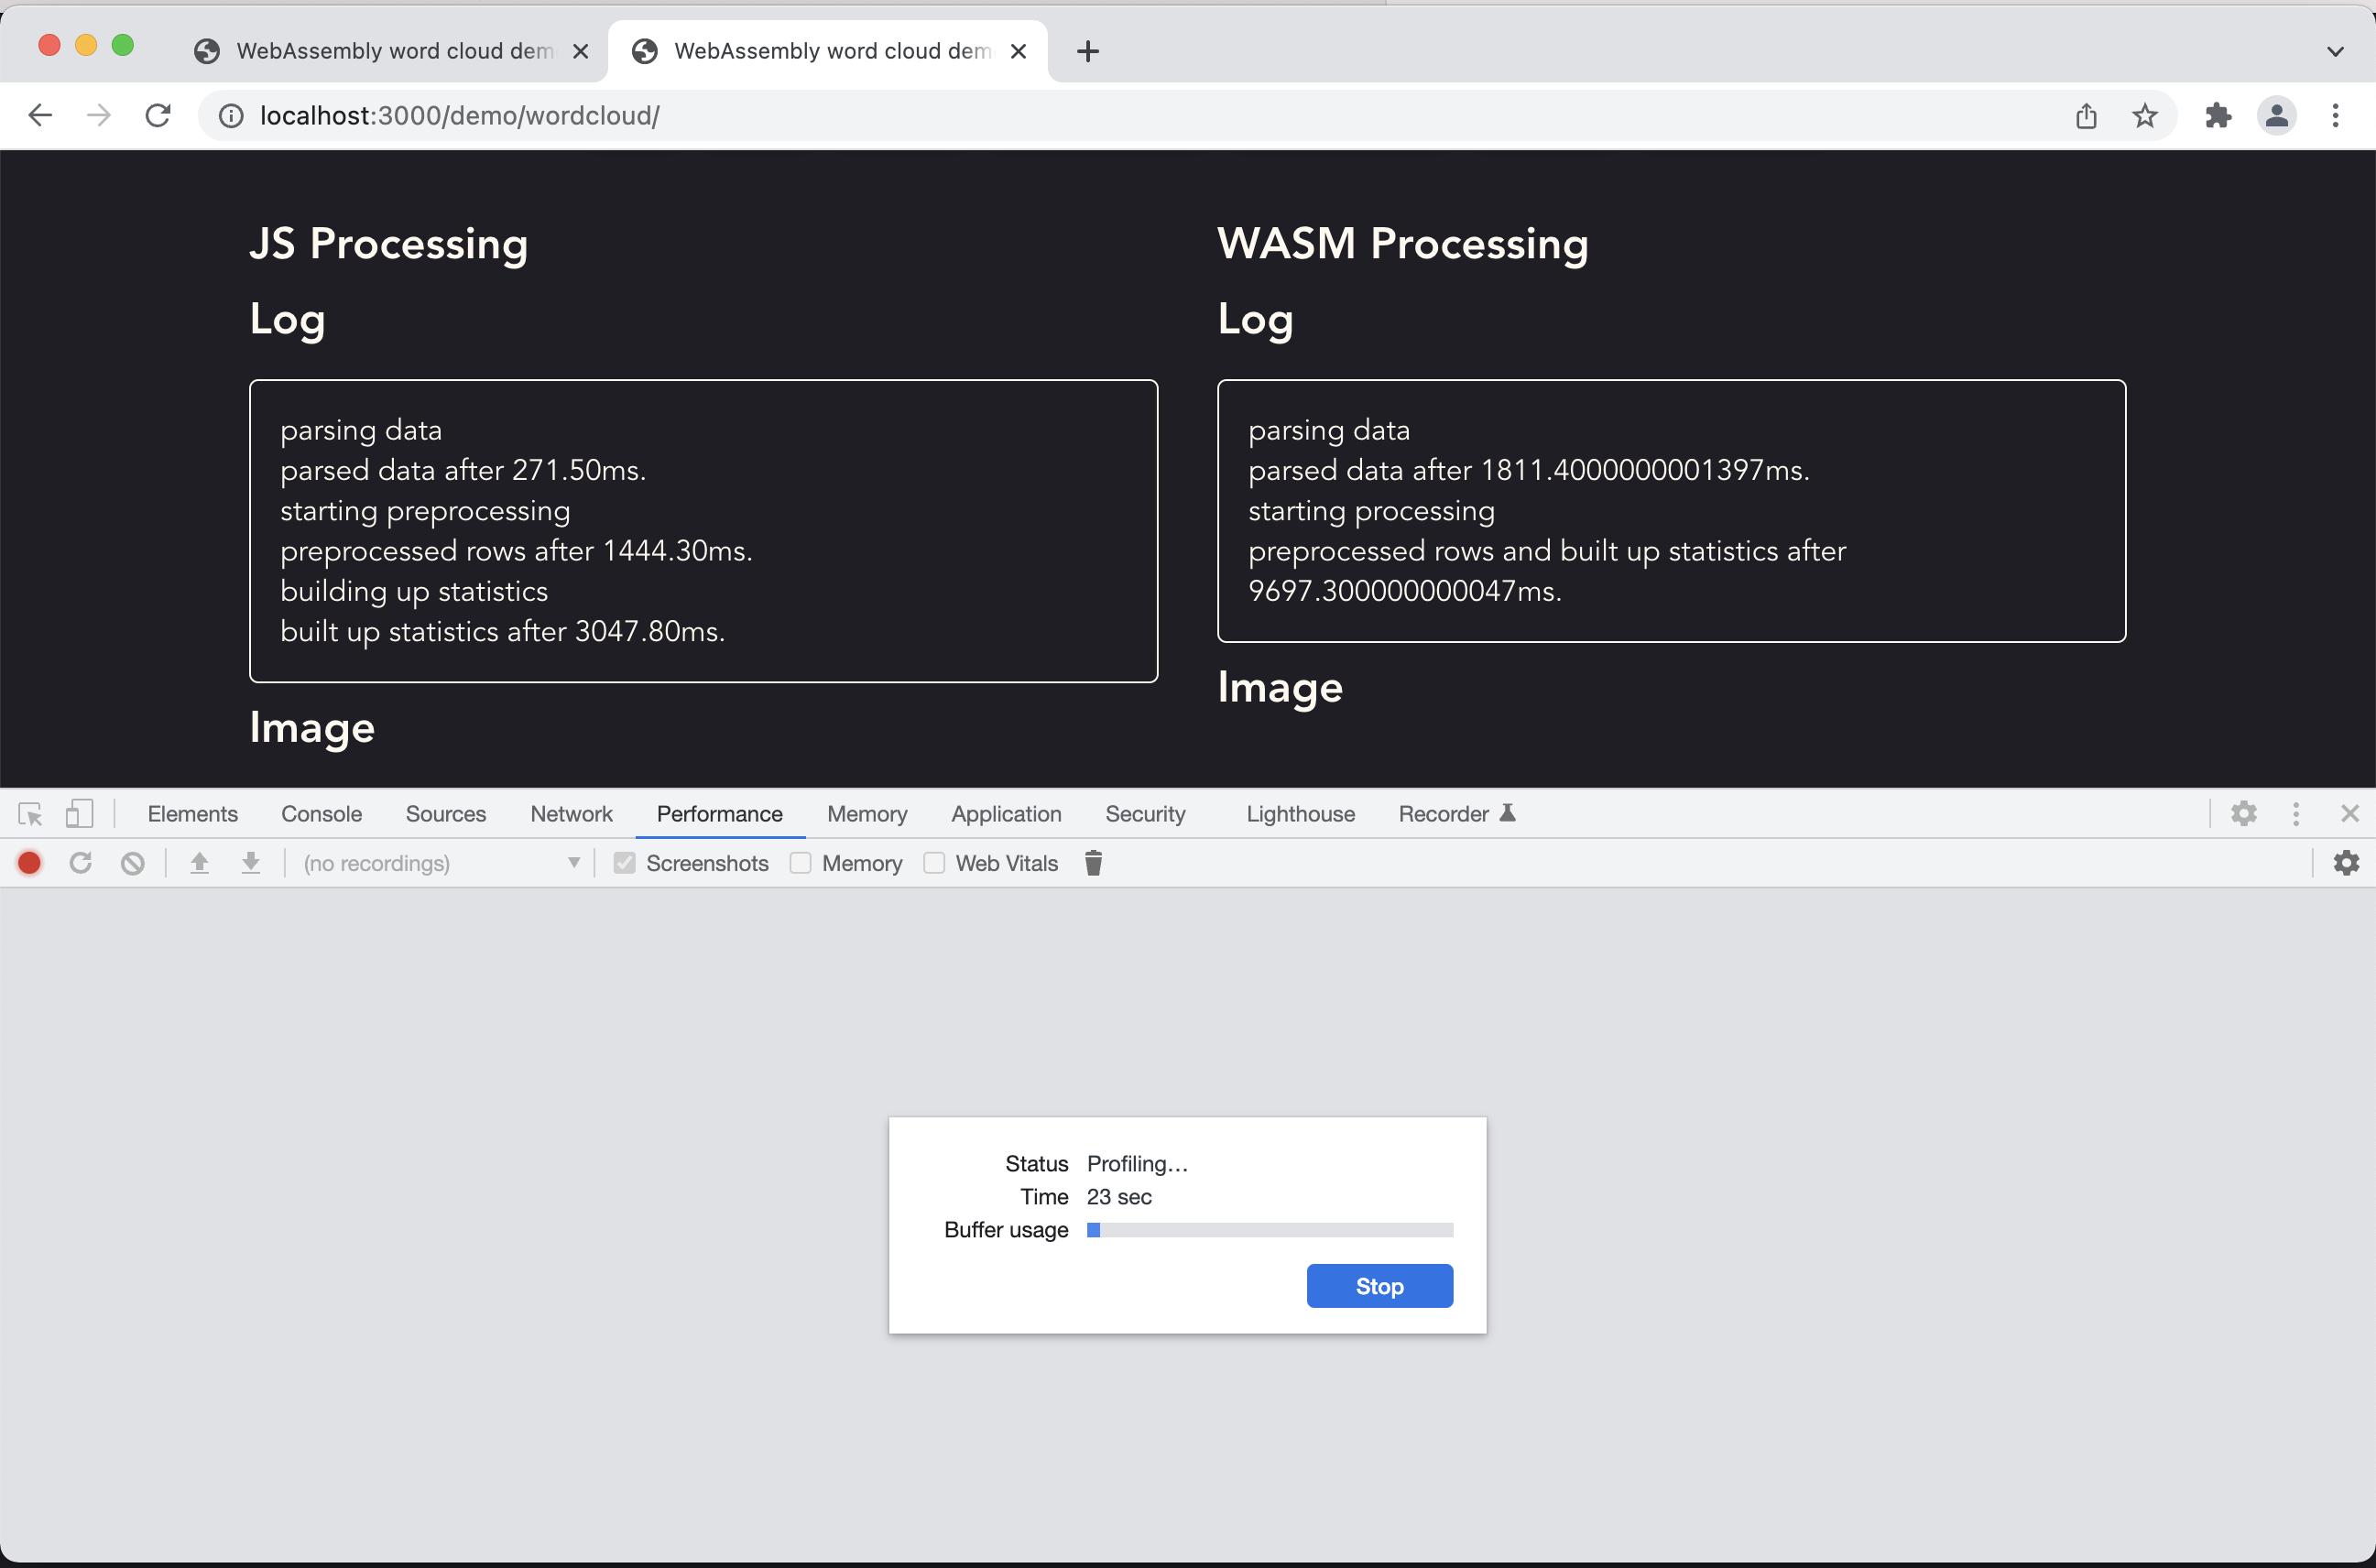 WebAssembly word cloud dem
WebAssembly word cloud dem
localhost:3000/demo/wordcloud/
JS Processing
Log
parsing data
parsed data after 271.50ms.
starting preprocessing
preprocessed rows after 1444.30ms.
building up statistics
built up statistics after 3047.80ms.
Image
WASM Processing
Log
parsing data
parsed data after 1811.4000000001397ms.
starting processing
preprocessed rows and built up statistics after
9697.300000000047ms.
Image
Elements Console Sources Network Performance Memory Application Security Lighthouse Recorder
(no recordings) Screenshots Memory Web Vitals
Status Profiling…
Time 23 sec
Buffer usage
Stop